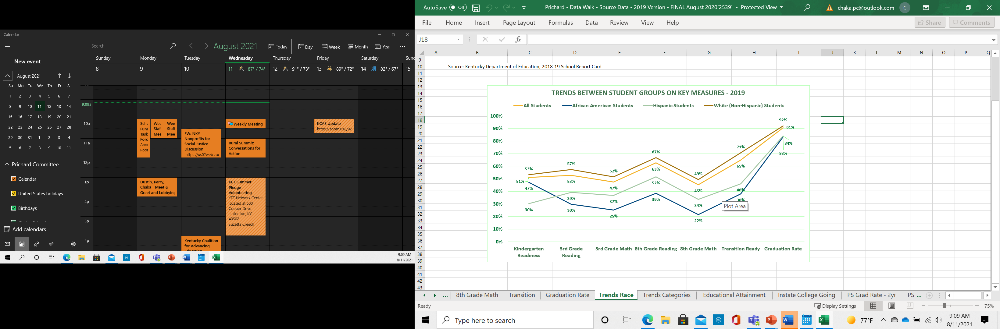 Calendar
Search
August 2021
Today
Day
Week
Month
Year
New event
Sunday
Monday
Tuesday
Wednesday
Thursday
Friday
Saturday
8
9
10
11 87° / 74°
12 91° / 73°
13 89° / 72°
14 82° / 67°
15
August 2021
Su Mo Tu We Th Fr Sa
1 2 3 4 5 6 7
8 9 10 11 12 13 14
15 16 17 18 19 20 21
22 23 24 25 26 27 28
29 30 31 1 2 3 4
5 6 7 8 9 10 11
9:09a
10a
11a
12p
1p
2p
3p
4p
Task
Wee
Staf
Mee
Wee
Staf
Mee
FW: NKY
Nonprofits for
Social Justice
Discussion
https://us02web.zoc
Weekly Meeting
Rural Summit:
Conversations for
Action
KCAE Update
https://zoom.us/j/92
Dustin, Perry,
Chaka - Meet &
Greet and Lobbying
KET Summer
Pledge
Volunteering
KET Network Center
located at 600
Cooper Drive
Lexington, KY
40502
Suzetta Creech
Kentucky Coalition
for Advancing
Education
Prichard Committee
Calendar
United States holidays
Birthdays
Add calendars
9:09 AM
8/11/2021
AutoSave Off
Prichard - Data Walk - Source Data - 2019 Version - FINAL August 2020[2539] - Protected View
chaka.pc@outlook.com
C
File Home Insert Page Layout Formulas Data Review View Help
Share
Comments
J18
fx
A B C D E F G H I J K L M N O P Q
9
10
11
12
13
14
15
16
17
18
19
20
21
22
23
24
25
26
27
28
29
30
31
32
33
34
35
36
37
38
39
40
41
42
43
Source: Kentucky Department of Education, 2018-19 School Report Card
TRENDS BETWEEN STUDENT GROUPS ON KEY MEASURES - 2019
All Students African American Students Hispanic Students White (Non-Hispanic) Students
100%
90%
80%
70%
60%
50%
40%
30%
20%
10%
0%
53%
51%
47%
30%
57%
53%
39%
30%
52%
47%
37%
25%
67%
63%
52%
39%
49%
45%
34%
22%
71%
65%
46%
38%
92%
91%
84%
83%
Plot Area
Kindergarten
Readiness
3rd Grade
Reading
3rd Grade Math
8th Grade Reading
8th Grade Math
Transition Ready
Graduation Rate
... 8th Grade Math Transition Graduation Rate Trends Race Trends Categories Educational Attainment Instate College Going PS Grad Rate - 2yr PS ...
Ready
Display Settings
75%
Type here to search
77°F
9:09 AM
8/11/2021